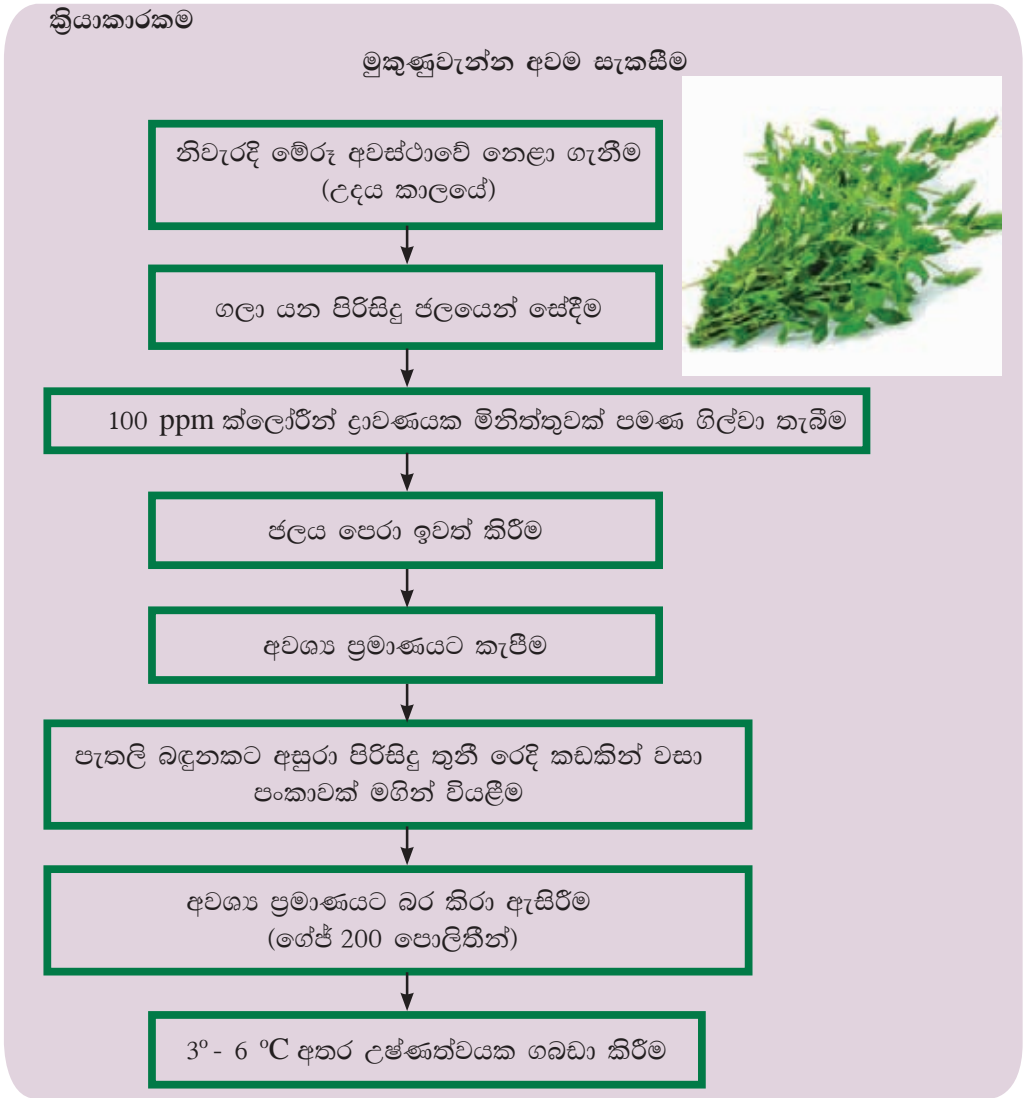 ක්‍රියාකාරකම
මුකුණුවැන්න අවම සැකසීම
නිවැරදි මේරූ අවස්ථාවේ නෙළා ගැනීම
(උදය කාලයේ)
ගලා යන පිරිසිදු ජලයෙන් සේදීම
100 ppm ක්ලෝරීන් ද්‍රාවණයක මිනිත්තුවක් පමණ ගිල්වා තැබීම
ජලය පෙරා ඉවත් කිරීම
අවශ්‍ය ප්‍රමාණයට කැපීම
පැතලි බඳුනකට අසුරා පිරිසිදු තුනී රෙදි කඩකින් වසා
පංකාවක් මගින් වියළීම
අවශ්‍ය ප්‍රමාණයට බර කිරා ඇසිරීම
(ගේජ් 200 පොලිතීන්)
3º - 6 ºC අතර උෂ්ණත්වයක ගබඩා කිරීම